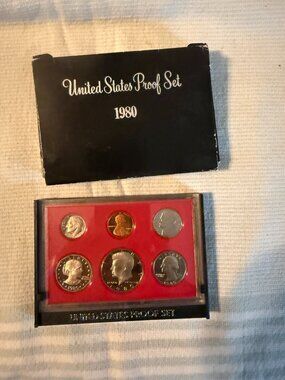 United States Proof Set
1980
UNITED STATES PROOF SET